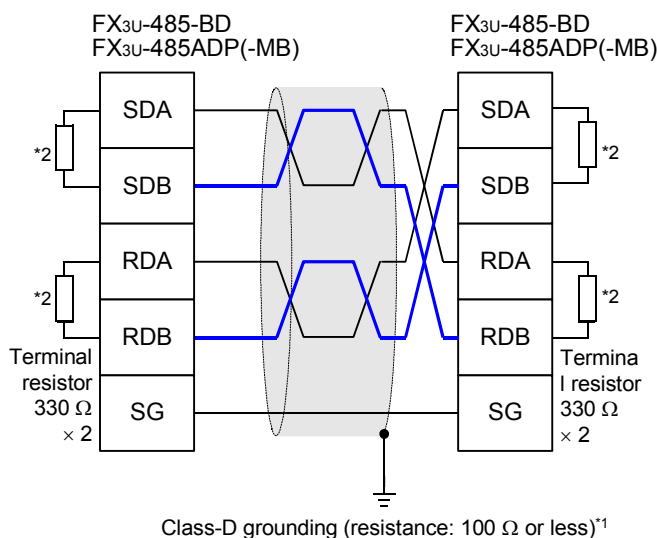 FX3U-485-BD
FX3U-485ADP(-MB)
FX3U-485-BD
FX3U-485ADP(-MB)
SDA
SDB
RDA
RDB
SG
*2
*2
Terminal
resistor
330 Ω
× 2
SDA
SDB
RDA
RDB
SG
*2
*2
Termina
l resistor
330 Ω
× 2
Class-D grounding (resistance: 100 Ω or less)*1